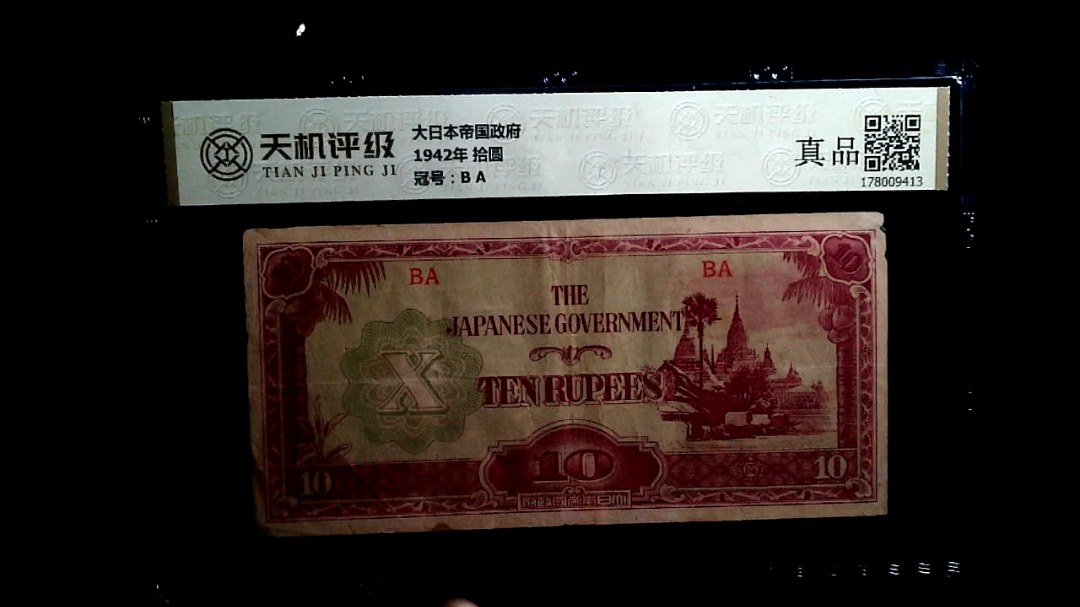 天机评级
TIAN JI PING JI
大日本帝国政府
1942年 拾圆
冠号：BA
真品
178009413
BA
BA
THE
JAPANESE GOVERNMENT
X
TEN RUPEES
10
10
10